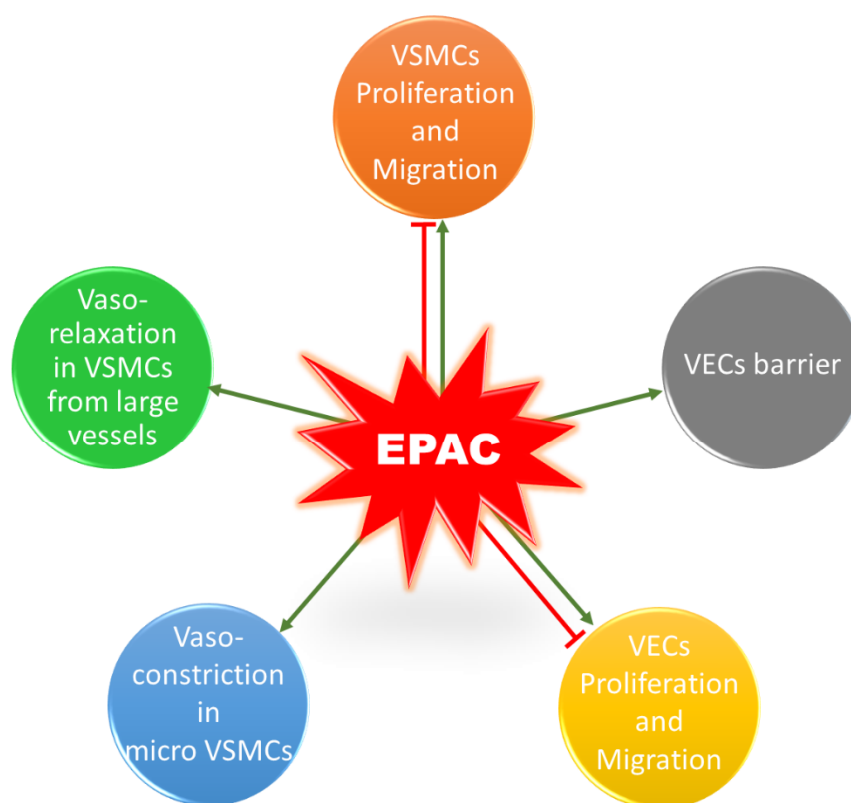 VSMCs
Proliferation
and
Migration
Vaso-
relaxation
in VSMCs
from large
vessels
VECs barrier
EPAC
Vaso-
constriction
in
micro VSMCs
VECs
Proliferation
and
Migration